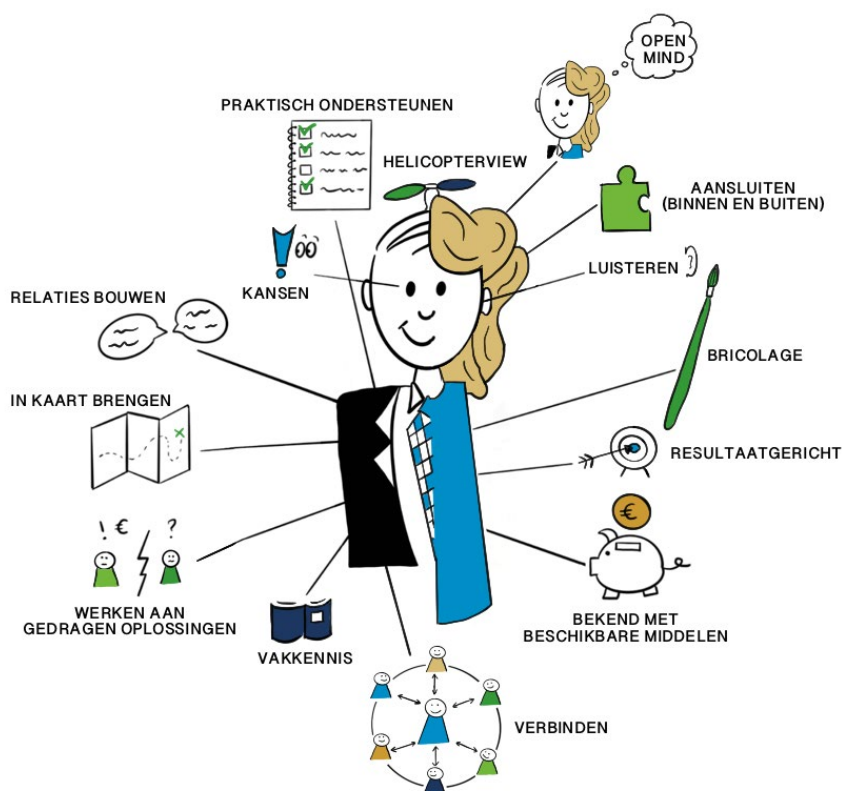 OPEN
MIND
PRAKTISCH ONDERSTEUNEN
HELICOPTERVIEW
AANSLUITEN
(BINNEN EN BUITEN)
KANSEN
LUISTEREN
?
RELATIES BOUWEN
BRICOLAGE
IN KAART BRENGEN
RESULTAATGERICHT
! € ?
€
WERKEN AAN
GEDRAGEN OPLOSSINGEN
VAKKENNIS
BEKEND MET
BESCHIKBARE MIDDELEN
VERBINDEN